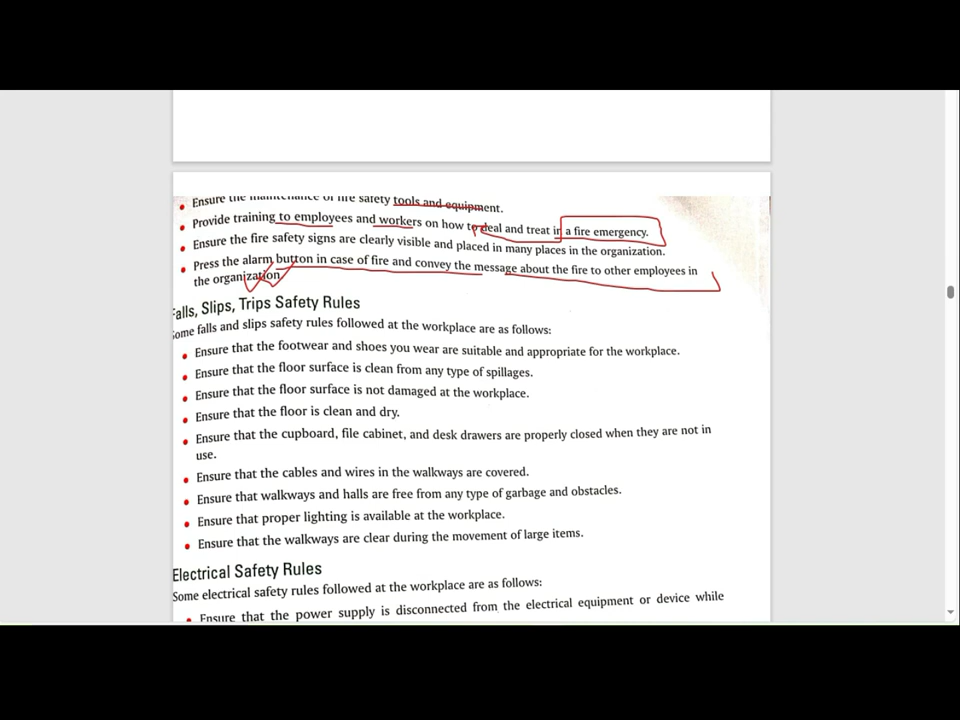 Ensure the maintenance of fire safety tools and equipment.
Provide training to employees and workers on how to deal and treat in a fire emergency.
Ensure the fire safety signs are clearly visible and placed in many places in the organization.
Press the alarm button in case of fire and convey the message about the fire to other employees in
the organization.
Falls, Slips, Trips Safety Rules
Some falls and slips safety rules followed at the workplace are as follows:
Ensure that the footwear and shoes you wear are suitable and appropriate for the workplace.
Ensure that the floor surface is clean from any type of spillages.
Ensure that the floor surface is not damaged at the workplace.
Ensure that the floor is clean and dry.
Ensure that the cupboard, file cabinet, and desk drawers are properly closed when they are not in
use.
Ensure that the cables and wires in the walkways are covered.
Ensure that walkways and halls are free from any type of garbage and obstacles.
Ensure that proper lighting is available at the workplace.
Ensure that the walkways are clear during the movement of large items.
Electrical Safety Rules
Some electrical safety rules followed at the workplace are as follows:
Ensure that the power supply is disconnected from the electrical equipment or device while